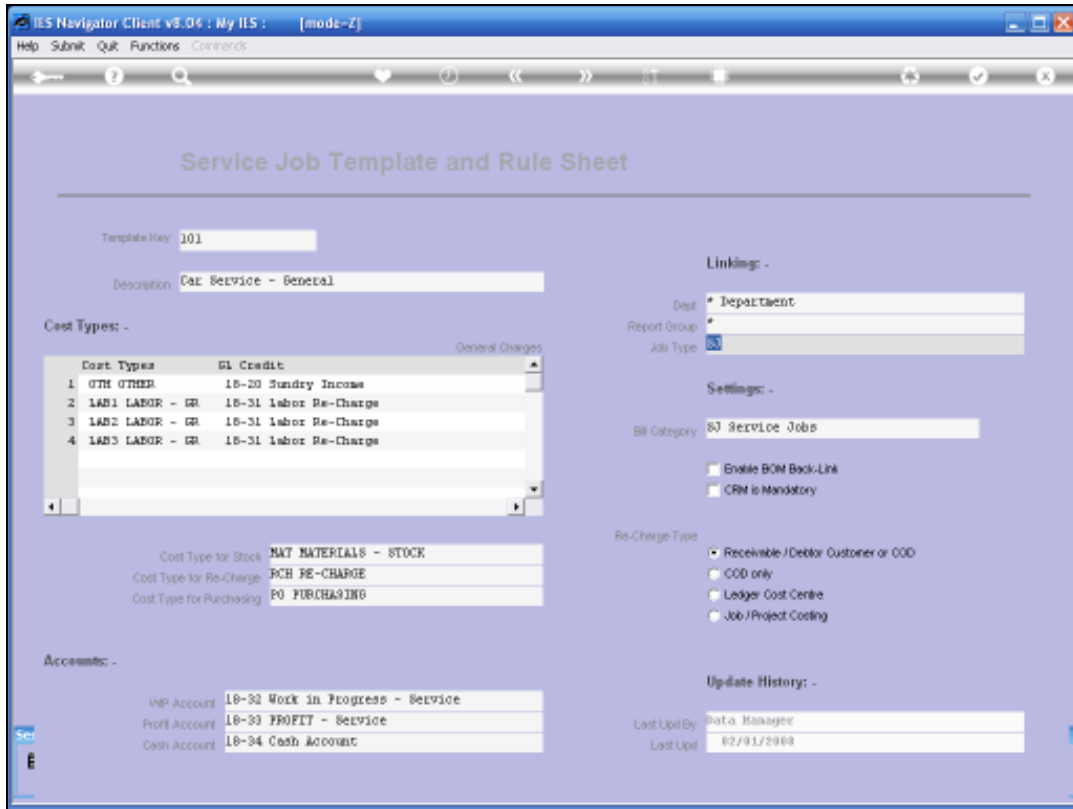 IES Navigator Client v8.04 : My IES : [mode=Z]
Help Submit Quit Functions Commands
Service Job Template and Rule Sheet
Template Key 101
Description Car Service - General
Cost Types: -
General Charges
Cost Types GL Credit
1 OTH OTHER 18-20 Sundry Income
2 LAB1 LABOR - GR 18-31 Labor Re-Charge
3 LAB2 LABOR - GR 18-31 Labor Re-Charge
4 LAB3 LABOR - GR 18-31 Labor Re-Charge
Cost Type for Stock MAT MATERIALS - STOCK
Cost Type for Re-Charge RCH RE-CHARGE
Cost Type for Purchasing PO PURCHASING
Accounts: -
WIP Account 18-32 Work in Progress - Service
Profit Account 18-33 PROFIT - Service
Cash Account 18-34 Cash Account
Linking: -
Dept * Department
Report Group *
Job Type SJ
Settings: -
Bill Category SJ Service Jobs
Enable BOM Back-Link
CRM is Mandatory
Re-Charge Type
Receivable / Debtor Customer or COD
COD only
Ledger Cost Centre
Job / Project Costing
Update History: -
Last Upd By Data Manager
Last Upd 02/01/2008